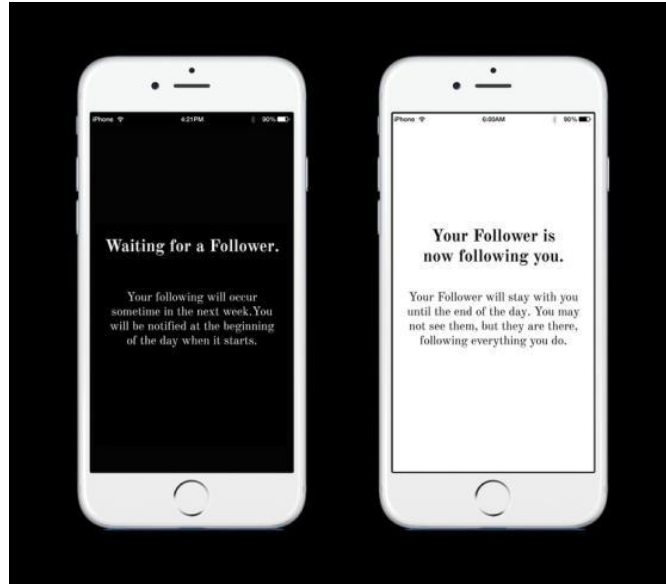 iPhone 4:21PM 90%
Waiting for a Follower.
Your following will occur
sometime in the next week.You
will be notified at the beginning
of the day when it starts.
iPhone 6:00AM 90%
Your Follower is
now following you.
Your Follower will stay with you
until the end of the day. You may
not see them, but they are there,
following everything you do.